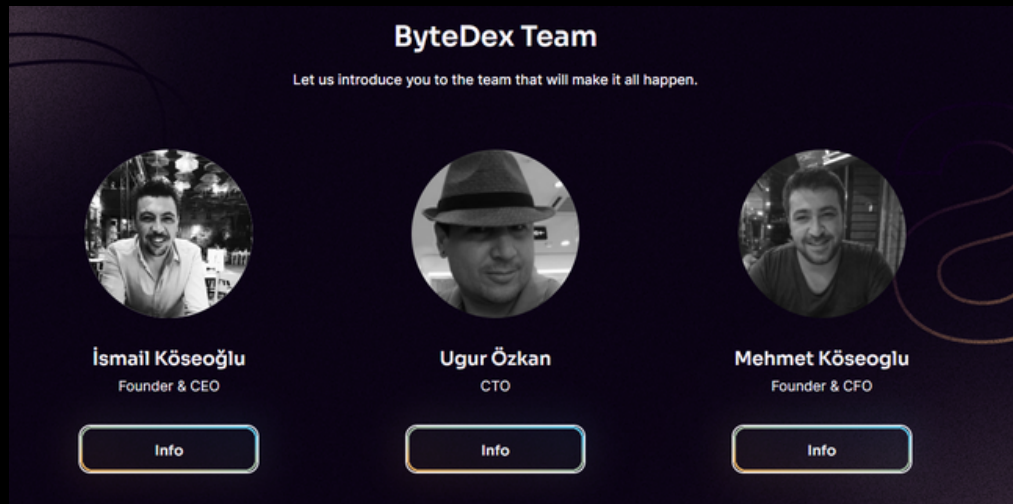 ByteDex Team
Let us introduce you to the team that will make it all happen.
İsmail Köseoğlu
Founder & CEO
Info
Ugur Özkan
CTO
Info
Mehmet Köseoglu
Founder & CFO
Info